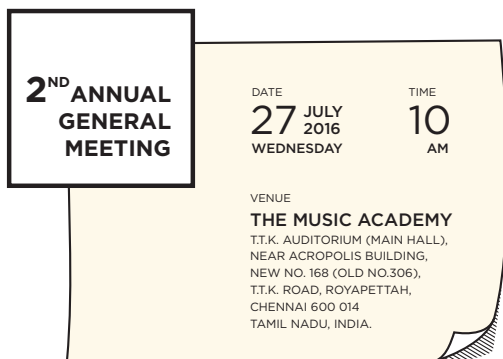 2ND ANNUAL
GENERAL
MEETING
DATE
27 JULY
2016
WEDNESDAY
TIME
10
AM
VENUE
THE MUSIC ACADEMY
T.T.K. AUDITORIUM (MAIN HALL),
NEAR ACROPOLIS BUILDING,
NEW NO. 168 (OLD NO.306),
T.T.K. ROAD, ROYAPETTAH,
CHENNAI 600 014
TAMIL NADU, INDIA.